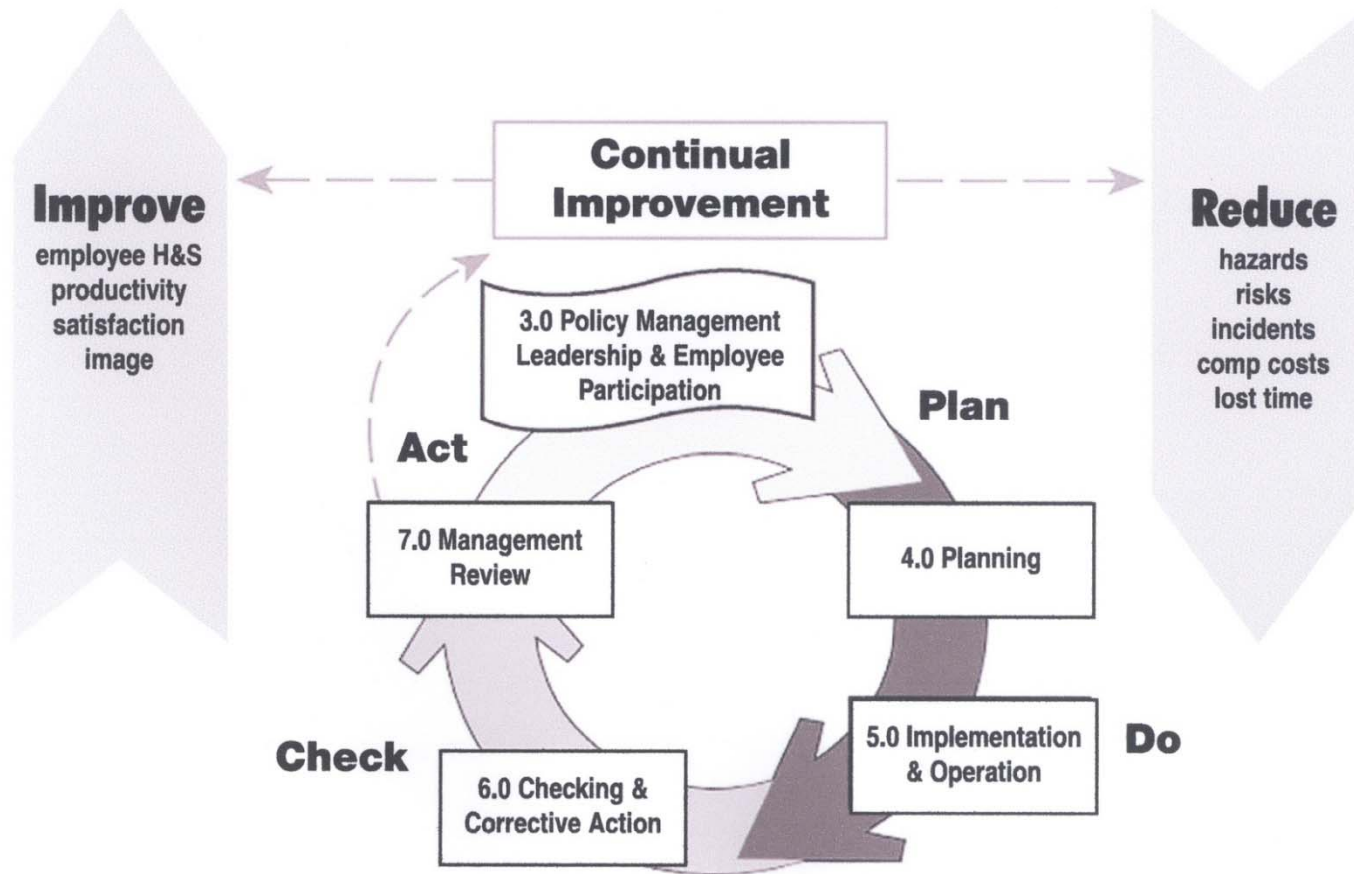 Continual
Improvement
Improve
employee H&S
productivity
satisfaction
image
Reduce
hazards
risks
incidents
comp costs
lost time
3.0 Policy Management
Leadership & Employee
Participation
Plan
Act
7.0 Management
Review
4.0 Planning
5.0 Implementation
& Operation
Do
Check
6.0 Checking &
Corrective Action